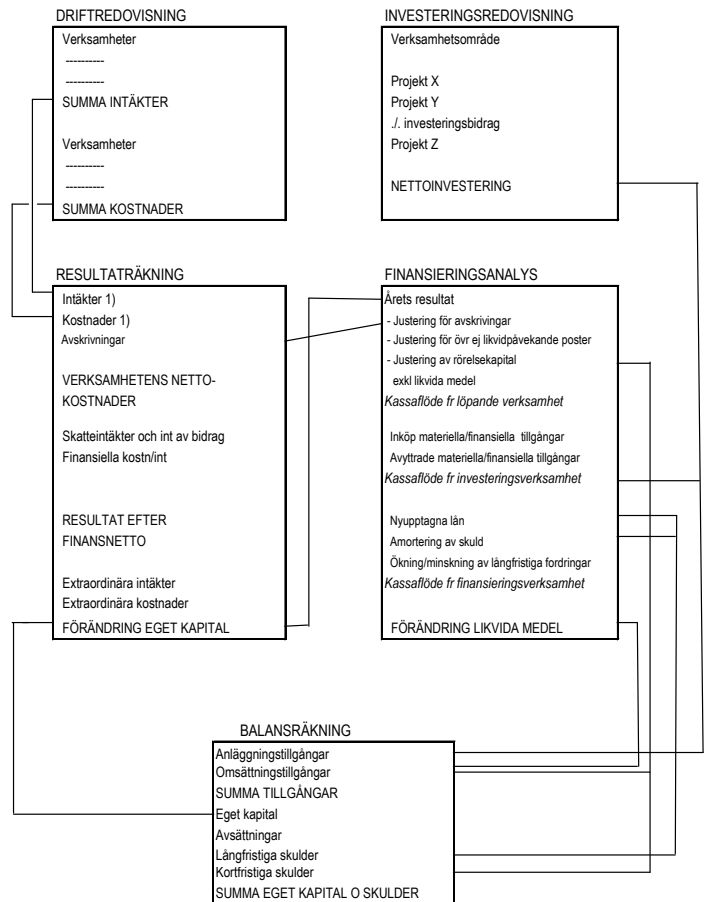 DRIFTREDOVISNING
Verksamheter
----------
----------
SUMMA INTÄKTER
Verksamheter
----------
----------
SUMMA KOSTNADER
INVESTERINGSREDOVISNING
Verksamhetsområde
Projekt X
Projekt Y
./. investeringsbidrag
Projekt Z
NETTOINVESTERING
RESULTATRÄKNING
Intäkter 1)
Kostnader 1)
Avskrivningar
VERKSAMHETENS NETTO-
KOSTNADER
Skatteintäkter och int av bidrag
Finansiella kostn/int
RESULTAT EFTER
FINANSNETTO
Extraordinära intäkter
Extraordinära kostnader
FÖRÄNDRING EGET KAPITAL
FINANSIERINGSANALYS
Årets resultat
- Justering för avskrivingar
- Justering för övr ej likvidpåvekande poster
- Justering av rörelsekapital
exkl likvida medel
Kassaflöde fr löpande verksamhet
Inköp materiella/finansiella tillgångar
Avyttrade materiella/finansiella tillgångar
Kassaflöde fr investeringsverksamhet
Nyupptagna lån
Amortering av skuld
Ökning/minskning av långfristiga fordringar
Kassaflöde fr finansieringsverksamhet
FÖRÄNDRING LIKVIDA MEDEL
BALANSRÄKNING
Anläggningstillgångar
Omsättningstillgångar
SUMMA TILLGÅNGAR
Eget kapital
Avsättningar
Långfristiga skulder
Kortfristiga skulder
SUMMA EGET KAPITAL O SKULDER